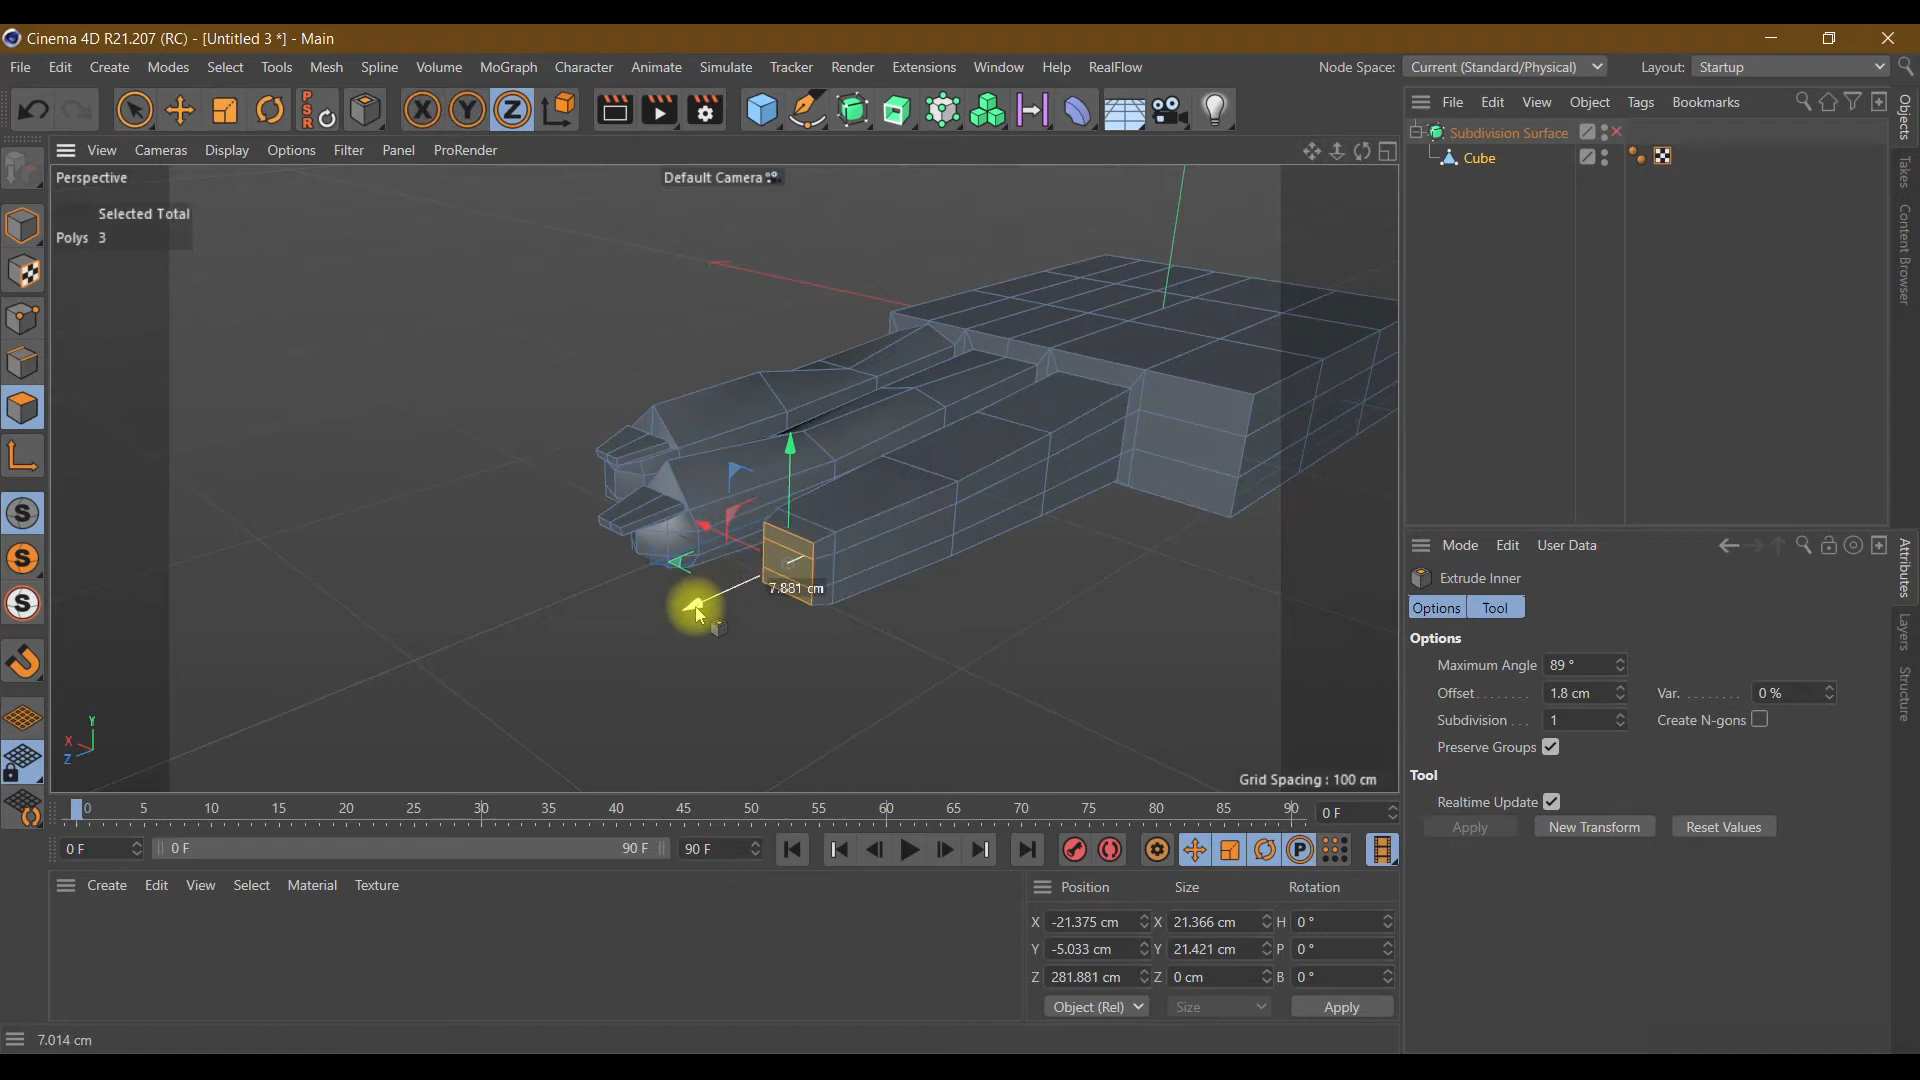 Cinema 4D R21.207 (RC) - [Untitled 3 *] - Main
File Edit Create Modes Select Tools Mesh Spline Volume MoGraph Character Animate Simulate Tracker Render Extensions Window Help RealFlow Node Space: Current (Standard/Physical) Layout: Startup
PSR X Y Z
File Edit View Object Tags Bookmarks
Subdivision Surface
Cube
View Cameras Display Options Filter Panel ProRender
Perspective Default Camera
Selected Total
Polys 3
7.881 cm
Y
X
Z
Grid Spacing : 100 cm
S
S
S
Objects
Takes
Content Browser
Attributes
Layers
Structure
Mode Edit User Data
Extrude Inner
Options Tool
Options
Maximum Angle 89 °
Offset 1.8 cm Var. 0 %
Subdivision 1 Create N-gons
Preserve Groups
Tool
Realtime Update
Apply New Transform Reset Values
0 5 10 15 20 25 30 35 40 45 50 55 60 65 70 75 80 85 90 0 F
0 F 0 F 90 F 90 F P
Create Edit View Select Material Texture
Position Size Rotation
X -21.375 cm X 21.366 cm H 0 °
Y -5.033 cm Y 21.421 cm P 0 °
Z 281.881 cm Z 0 cm B 0 °
Object (Rel) Size Apply
7.014 cm